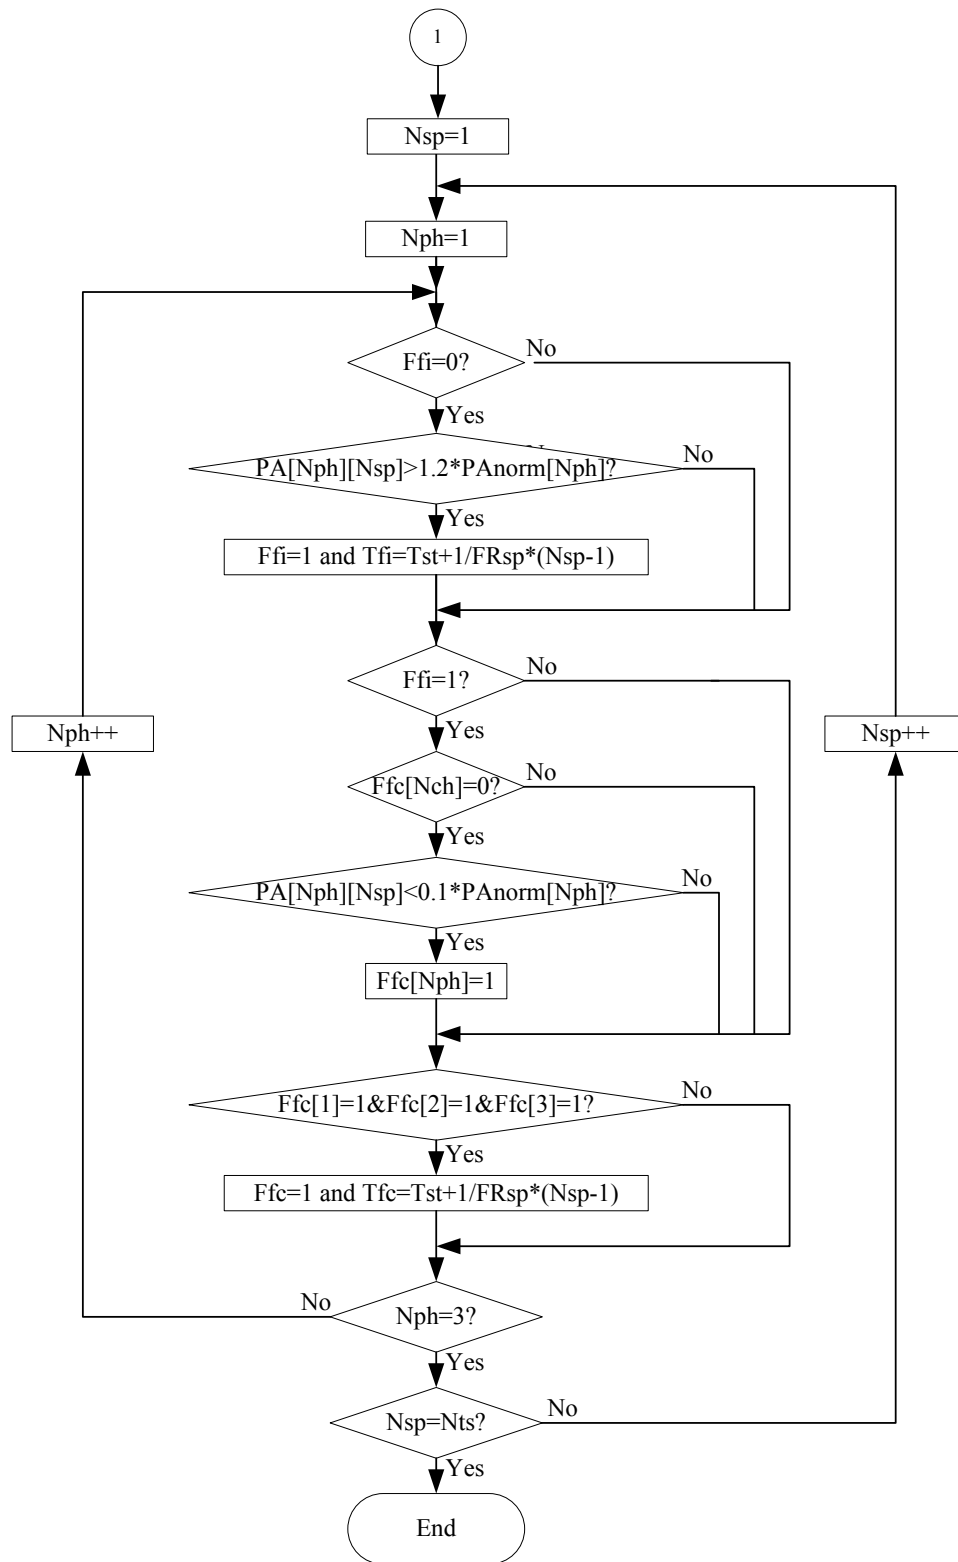 1
Nsp=1
Nph=1
Ffi=0?
No
Yes
PA[Nph][Nsp]>1.2*PAnorm[Nph]?
No
Yes
Ffi=1 and Tfi=Tst+1/FRsp*(Nsp-1)
Ffi=1?
No
Yes
Nph++
Nsp++
Ffc[Nch]=0?
No
Yes
PA[Nph][Nsp]<0.1*PAnorm[Nph]?
No
Yes
Ffc[Nph]=1
Ffc[1]=1&Ffc[2]=1&Ffc[3]=1?
No
Yes
Ffc=1 and Tfc=Tst+1/FRsp*(Nsp-1)
No
Nph=3?
Yes
Nsp=Nts?
No
Yes
End